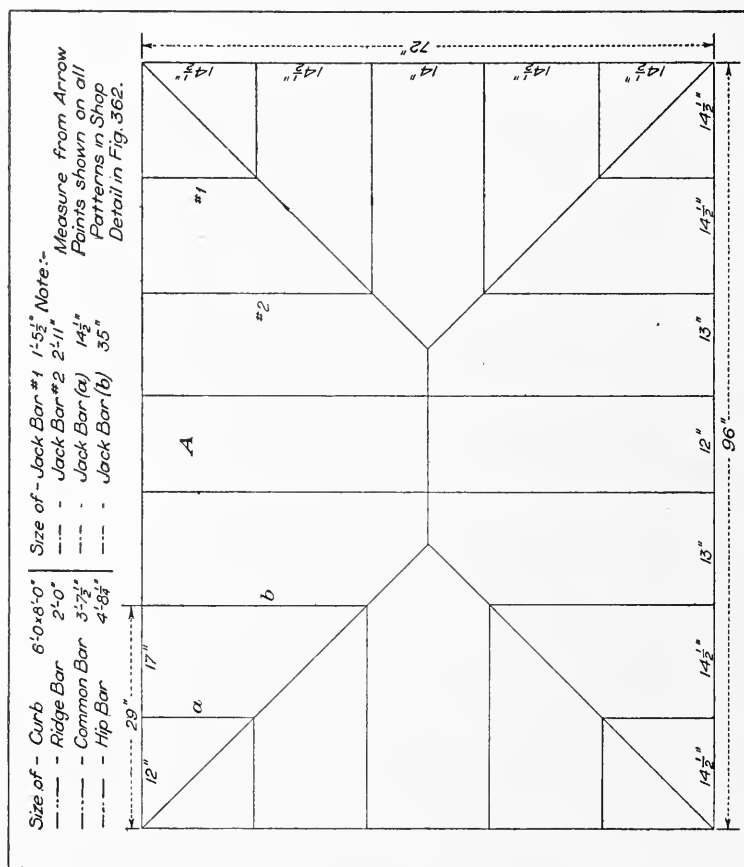 Size of - Curb 6'-0x8'-0"
- Ridge Bar 2'-0"
- Common Bar 3'-7½"
- Hip Bar 4'-8¼"
Size of - Jack Bar #1 1'-5½"
- Jack Bar #2 2'-11"
- Jack Bar (a) 14½"
- Jack Bar (b) 35"
Note:-
Measure from Arrow
Points shown on all
Patterns in Shop
Detail in Fig. 362.
29"
12"
17"
a
b
A
#2
#1
72"
14½"
14½"
14"
14½"
14½"
14½"
14½"
13"
12"
13"
14½"
14½"
96"